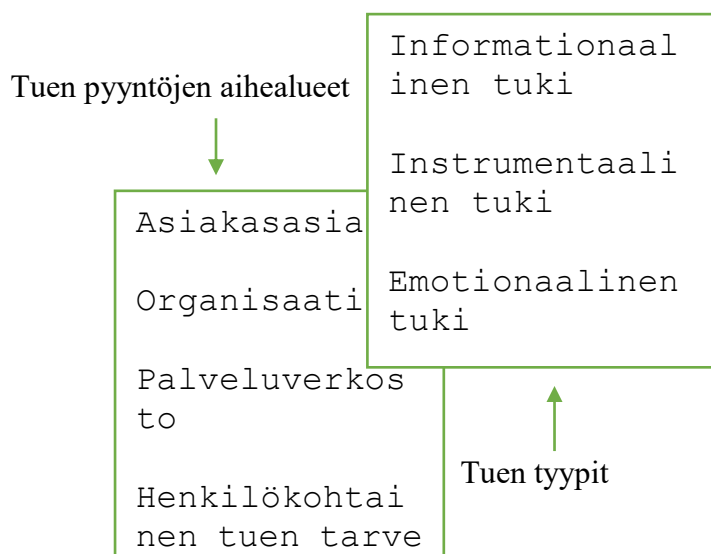 Tuen pyyntöjen aihealueet
Asiakasasia
Organisaati
Palveluverkos
to
Henkilökohtai
nen tuen tarve
Informationaal
inen tuki
Instrumentaali
nen tuki
Emotionaalinen
tuki
Tuen tyypit